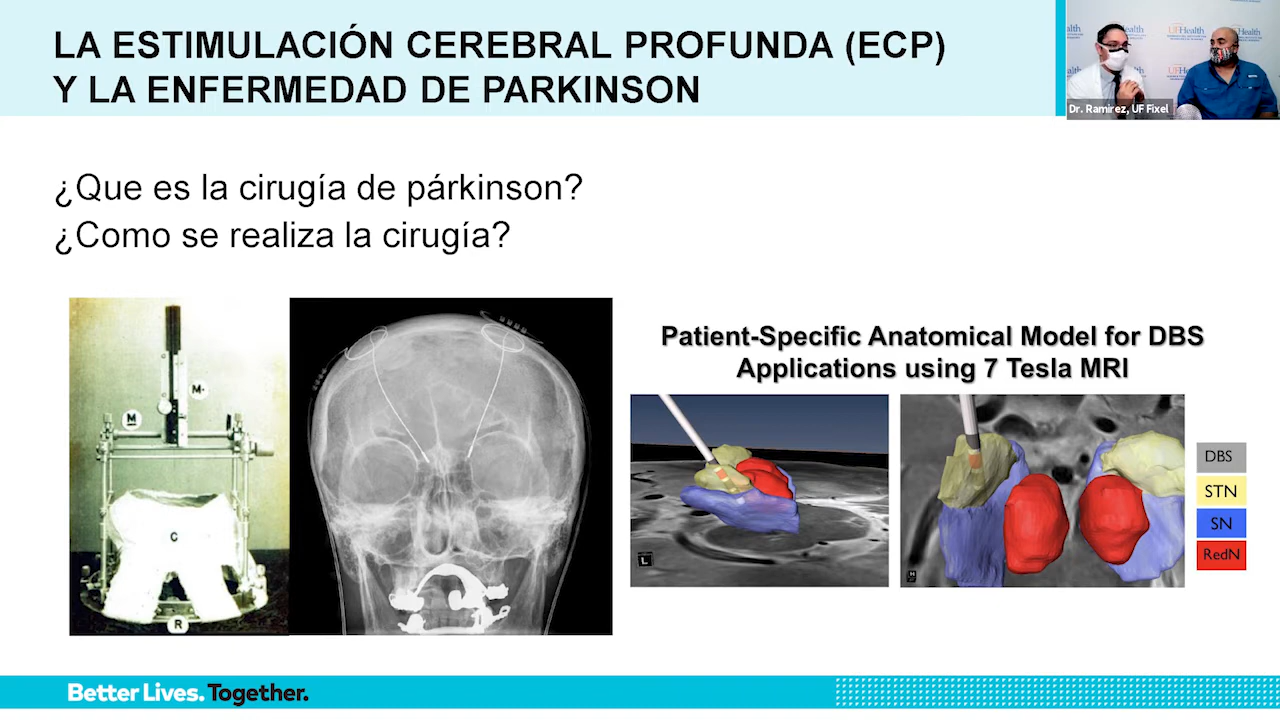 LA ESTIMULACIÓN CEREBRAL PROFUNDA (ECP)
Y LA ENFERMEDAD DE PARKINSON
Dr. Ramirez, UF Fixel
UFHealth
Health
¿Que es la cirugía de párkinson?
¿Como se realiza la cirugía?
M
M
C
R
Patient-Specific Anatomical Model for DBS
Applications using 7 Tesla MRI
L
H
DBS
STN
SN
RedN
Better Lives. Together.